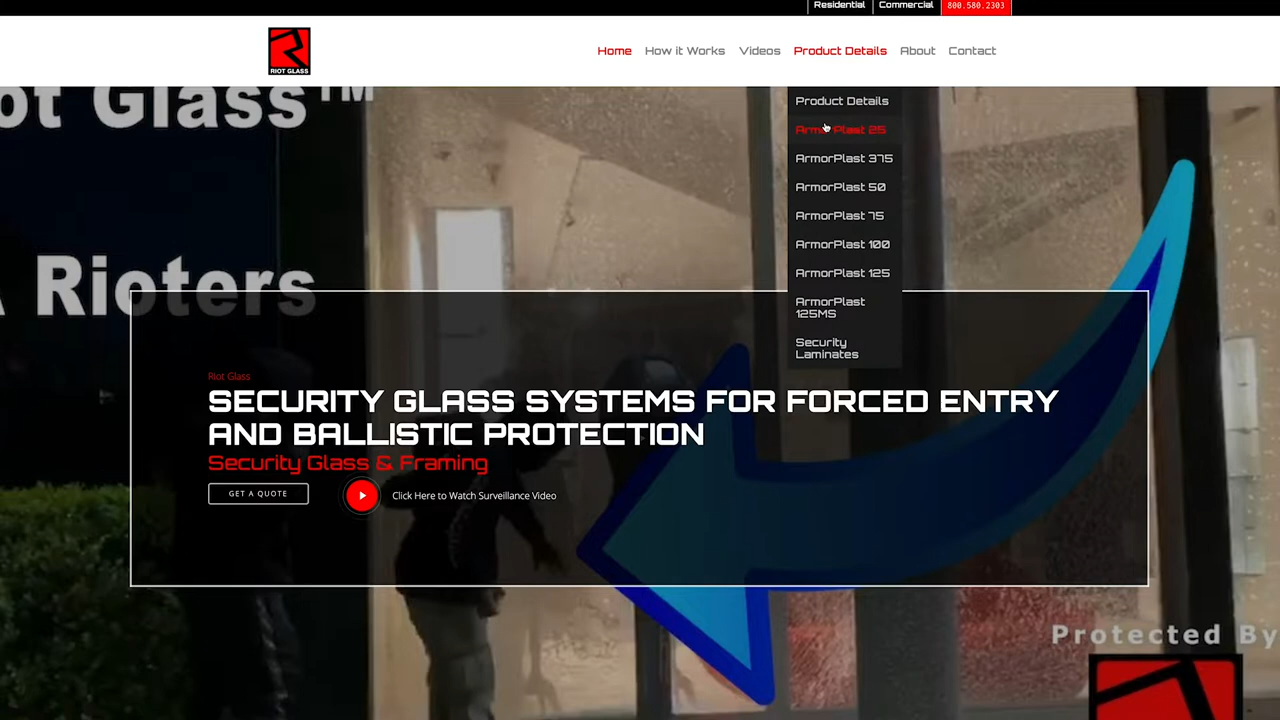 Residential
Commercial
800.580.2303
RIOT GLASS
Home
How it Works
Videos
Product Details
About
Contact
ot Glass™
Rioters
Product Details
ArmorPlast 25
ArmorPlast 375
ArmorPlast 50
ArmorPlast 75
ArmorPlast 100
ArmorPlast 125
ArmorPlast
125MS
Security
Laminates
Riot Glass
SECURITY GLASS SYSTEMS FOR FORCED ENTRY
AND BALLISTIC PROTECTION
Security Glass & Framing
GET A QUOTE
Click Here to Watch Surveillance Video
Protected By